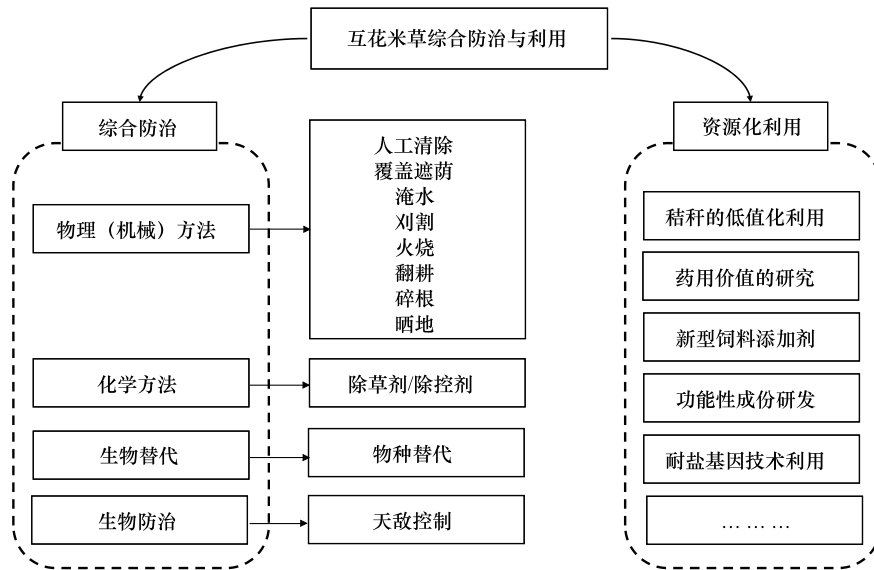 互花米草综合防治与利用
综合防治
资源化利用
物理（机械）方法
人工清除
覆盖遮荫
淹水
刈割
火烧
翻耕
碎根
晒地
化学方法
除草剂/除控剂
生物替代
物种替代
生物防治
天敌控制
秸秆的低值化利用
药用价值的研究
新型饲料添加剂
功能性成份研发
耐盐基因技术利用
… … …